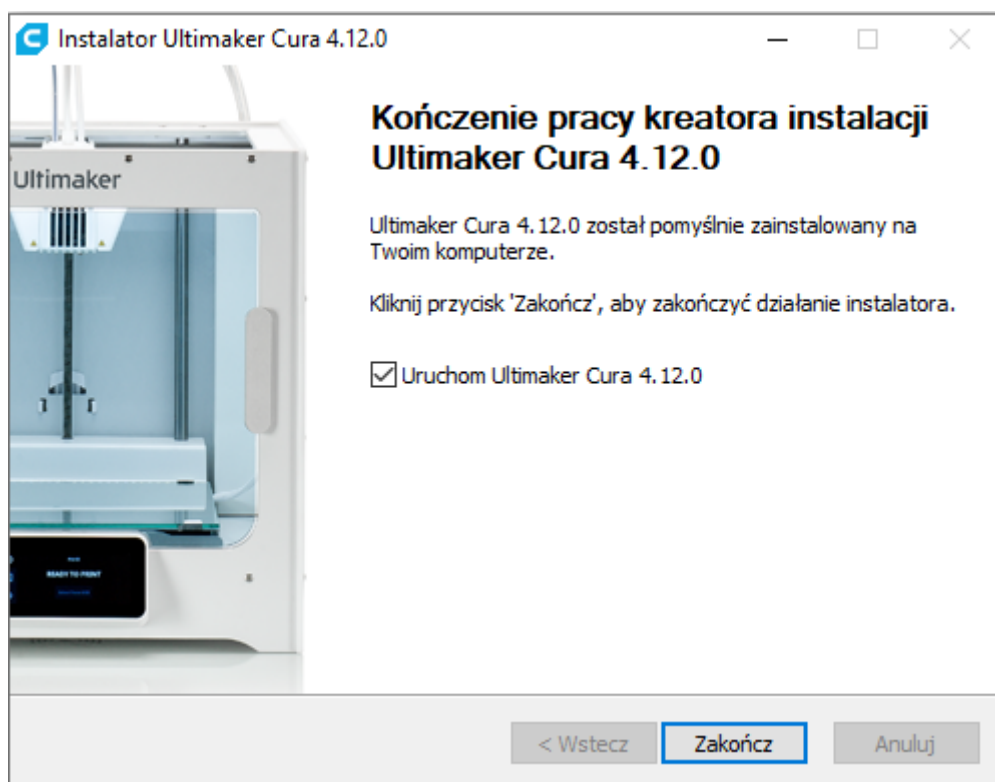 Instalator Ultimaker Cura 4.12.0
Ultimaker
Kończenie pracy kreatora instalacji
Ultimaker Cura 4.12.0
Ultimaker Cura 4.12.0 został pomyślnie zainstalowany na
Twoim komputerze.
Kliknij przycisk 'Zakończ', aby zakończyć działanie instalatora.
Uruchom Ultimaker Cura 4.12.0
READY TO PRINT
< Wstecz
Zakończ
Anuluj